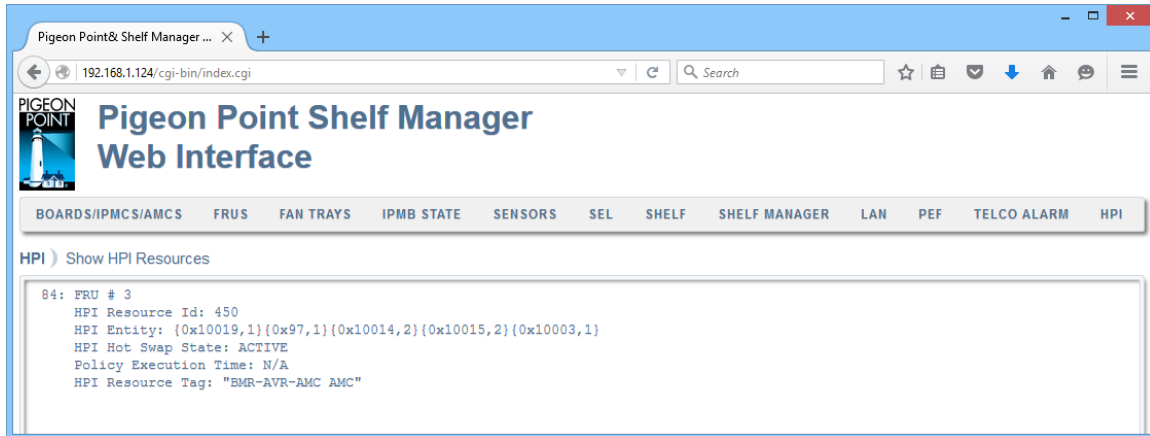 Pigeon Point& Shelf Manager ...
192.168.1.124/cgi-bin/index.cgi
Search
PIGEON
POINT
Pigeon Point Shelf Manager
Web Interface
BOARDS/IPMCS/AMCS FRUS FAN TRAYS IPMB STATE SENSORS SEL SHELF SHELF MANAGER LAN PEF TELCO ALARM HPI
HPI Show HPI Resources
84: FRU # 3
HPI Resource Id: 450
HPI Entity: {0x10019,1}{0x97,1}{0x10014,2}{0x10015,2}{0x10003,1}
HPI Hot Swap State: ACTIVE
Policy Execution Time: N/A
HPI Resource Tag: "BMR-AVR-AMC AMC"